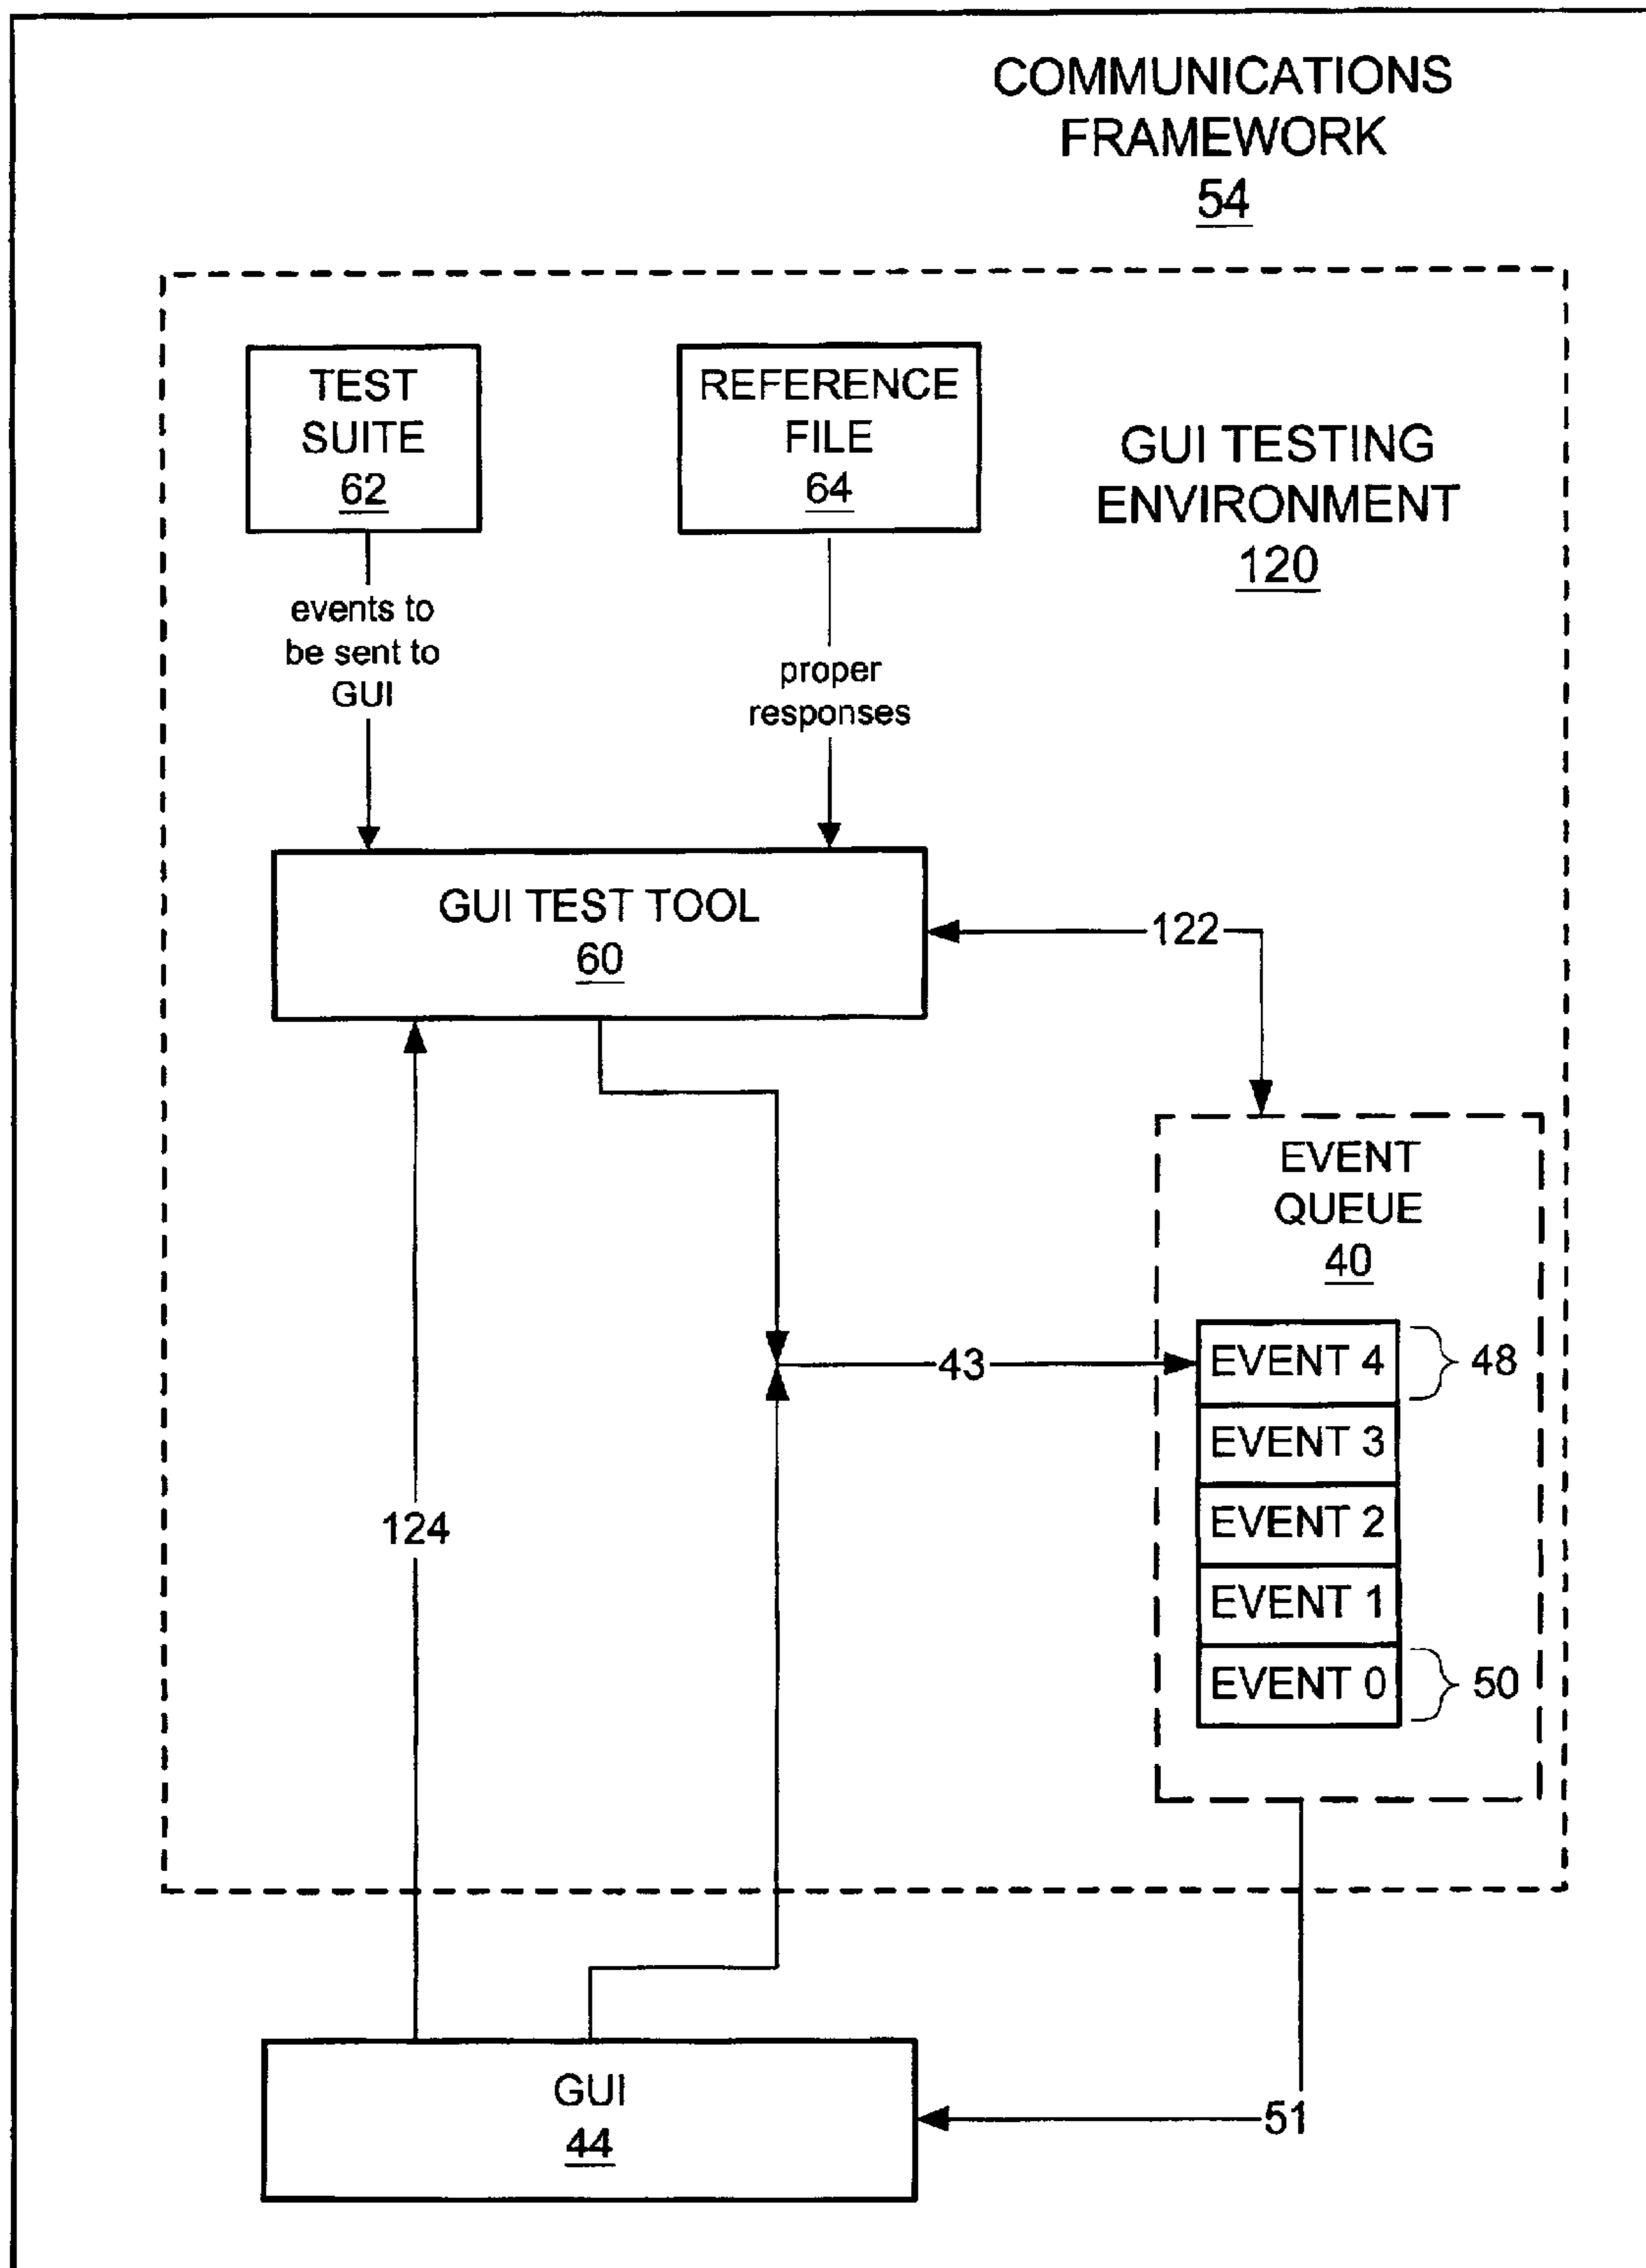 COMMUNICATIONS
FRAMEWORK
54
TEST
SUITE
62
REFERENCE
FILE
64
GUI TESTING
ENVIRONMENT
120
events to
be sent to
GUI
proper
responses
GUI TEST TOOL
60
122
EVENT
QUEUE
40
43
EVENT 4
48
EVENT 3
EVENT 2
124
EVENT 1
EVENT 0
50
GUI
44
51